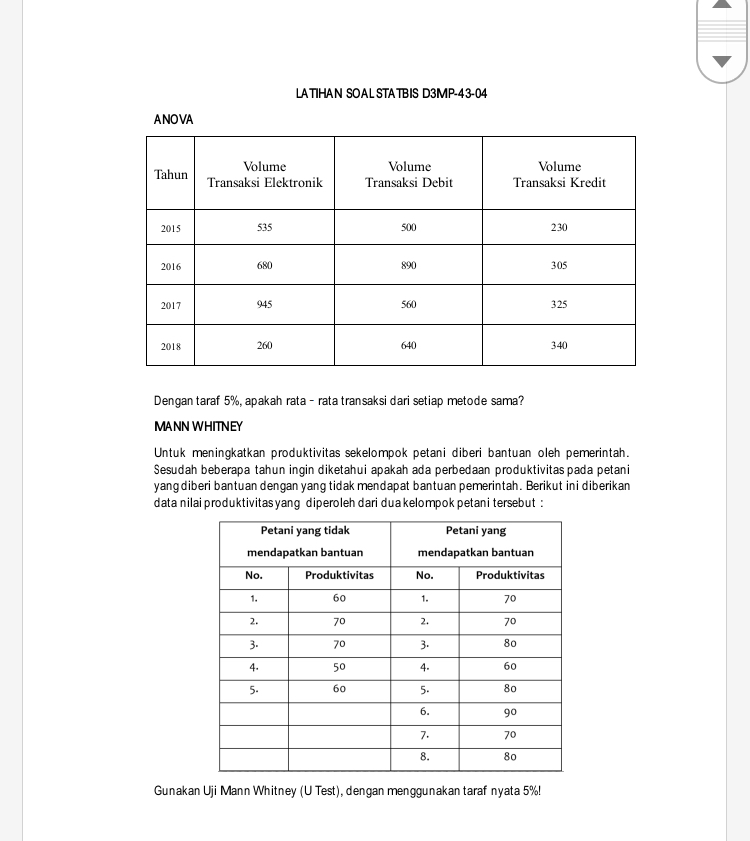 LATIHAN SOAL STATBIS D3MP-43-04
ANOVA
Tahun Volume Transaksi Elektronik Volume Transaksi Debit Volume Transaksi Kredit
2015 535 500 230
2016 680 890 305
2017 945 560 325
2018 260 640 340
Dengan taraf 5%, apakah rata - rata transaksi dari setiap metode sama?
MANN WHITNEY
Untuk meningkatkan produktivitas sekelompok petani diberi bantuan oleh pemerintah.
Sesudah beberapa tahun ingin diketahui apakah ada perbedaan produktivitas pada petani
yang diberi bantuan dengan yang tidak mendapat bantuan pemerintah. Berikut ini diberikan
data nilai produktivitas yang diperoleh dari dua kelompok petani tersebut :
Petani yang tidak Petani yang
mendapatkan bantuan mendapatkan bantuan
No. Produktivitas No. Produktivitas
1. 60 1. 70
2. 70 2. 70
3. 70 3. 80
4. 50 4. 60
5. 60 5. 80
6. 90
7. 70
8. 80
Gunakan Uji Mann Whitney (U Test), dengan menggunakan taraf nyata 5%!